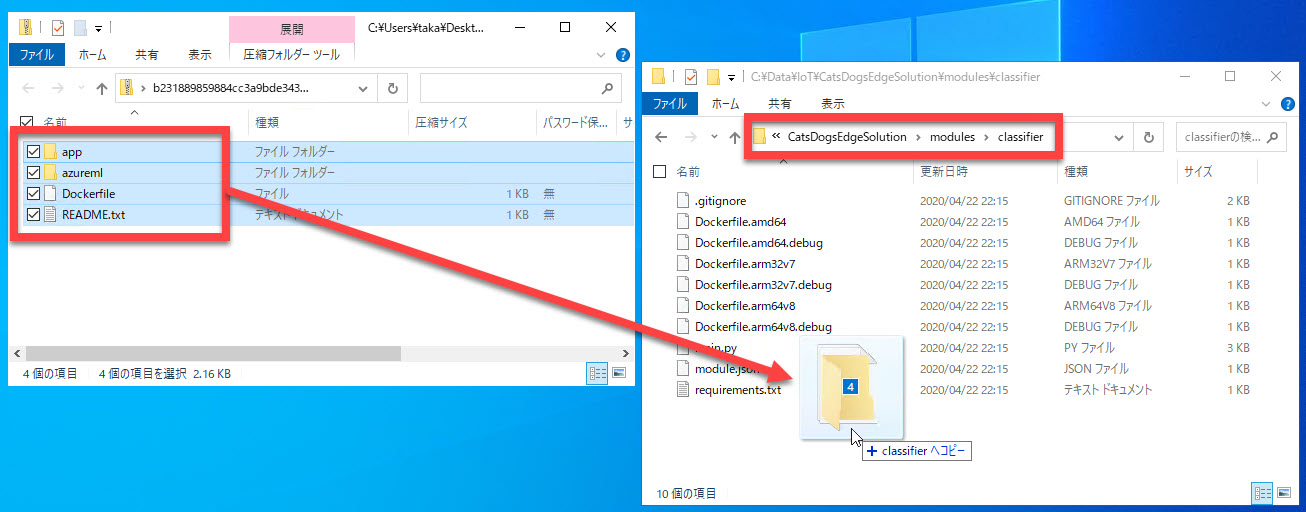 展開
C:¥Users¥taka¥Deskt...
ファイル ホーム 共有 表示 圧縮フォルダー ツール
b231889859884cc3a9bde343...
名前 種類 圧縮サイズ パスワード保... サ
app ファイル フォルダー
azureml ファイル フォルダー
Dockerfile ファイル 1 KB 無
README.txt テキスト ドキュメント 1 KB 無
4 個の項目 4 個の項目を選択 2.16 KB
C:¥Data¥IoT¥CatsDogsEdgeSolution¥modules¥classifier
ファイル ホーム 共有 表示
« CatsDogsEdgeSolution > modules > classifier classifierの検...
名前 更新日時 種類 サイズ
.gitignore 2020/04/22 22:15 GITIGNORE ファイル 2 KB
Dockerfile.amd64 2020/04/22 22:15 AMD64 ファイル 1 KB
Dockerfile.amd64.debug 2020/04/22 22:15 DEBUG ファイル 1 KB
Dockerfile.arm32v7 2020/04/22 22:15 ARM32V7 ファイル 1 KB
Dockerfile.arm32v7.debug 2020/04/22 22:15 DEBUG ファイル 1 KB
Dockerfile.arm64v8 2020/04/22 22:15 ARM64V8 ファイル 1 KB
Dockerfile.arm64v8.debug 2020/04/22 22:15 DEBUG ファイル 1 KB
main.py 2020/04/22 22:15 PY ファイル 3 KB
module.json 2020/04/22 22:15 JSON ファイル 1 KB
requirements.txt 2020/04/22 22:15 テキスト ドキュメント 1 KB
4
+ classifier へコピー
10 個の項目